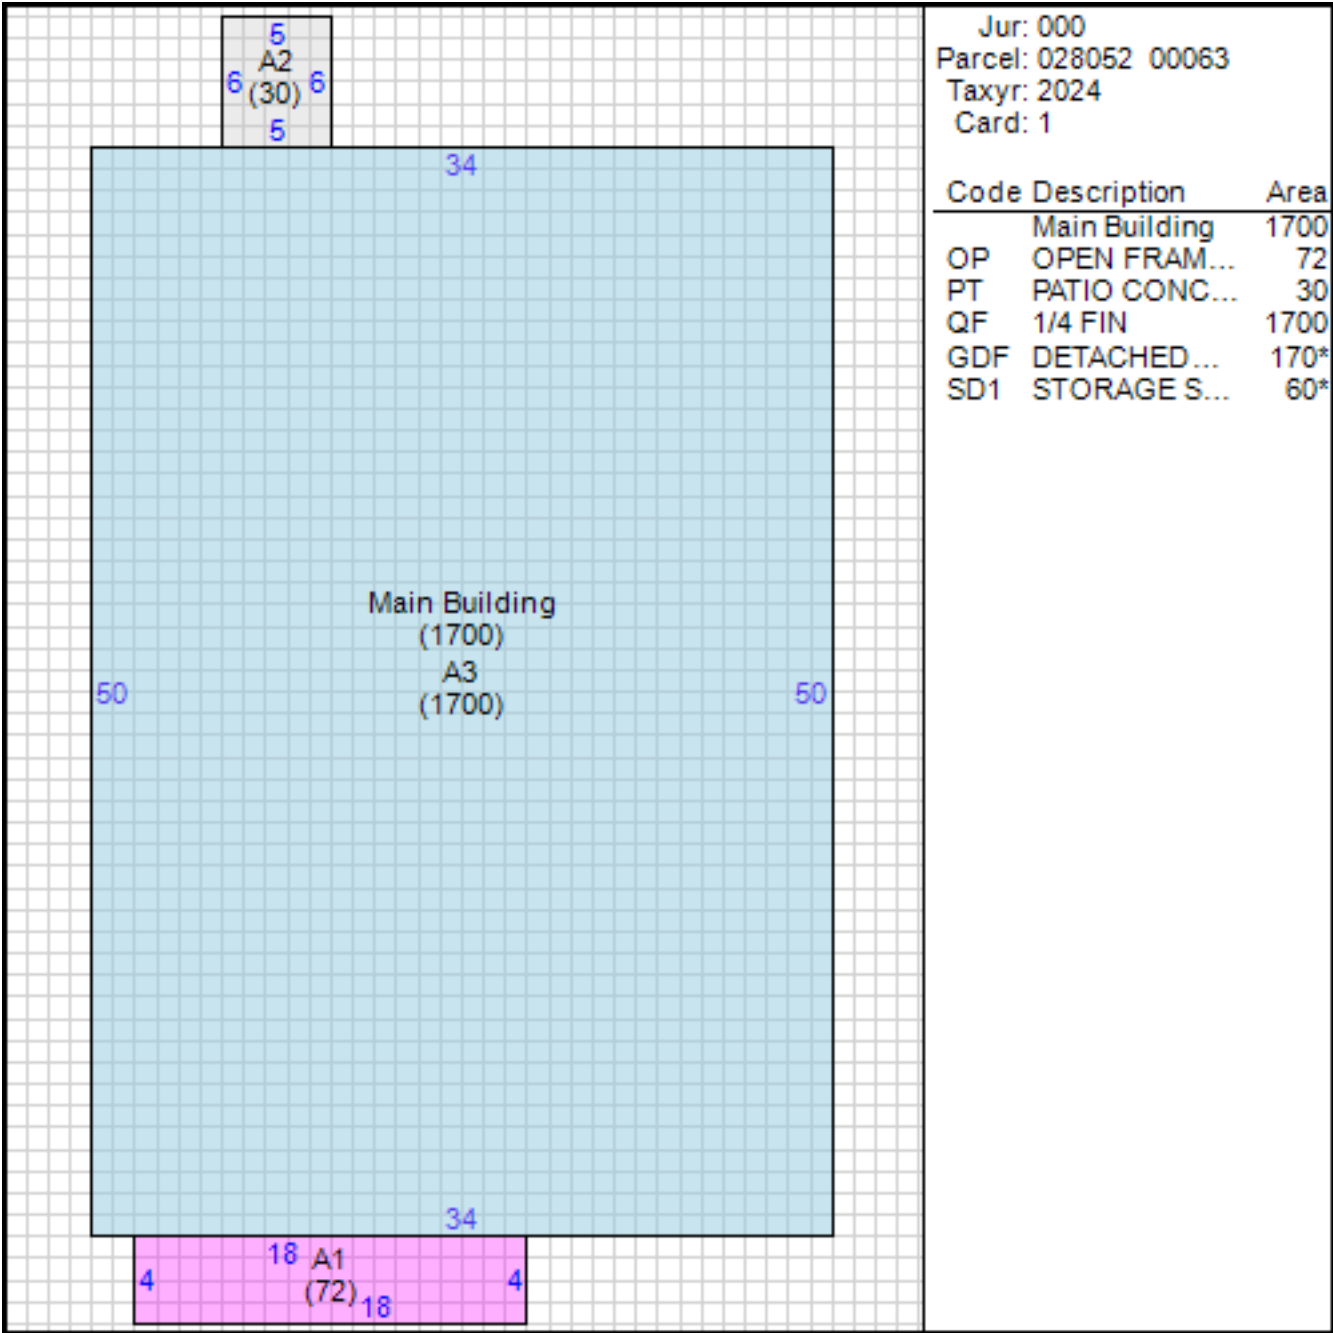 5
A2
6 (30) 6
5
34
Main Building
(1700)
A3
(1700)
50 50
34
18 A1
4 (72) 4
18
Jur: 000
Parcel: 028052 00063
Taxyr: 2024
Card: 1
Code Description Area
Main Building 1700
OP OPEN FRAM... 72
PT PATIO CONC... 30
QF 1/4 FIN 1700
GDF DETACHED... 170*
SD1 STORAGE S... 60*